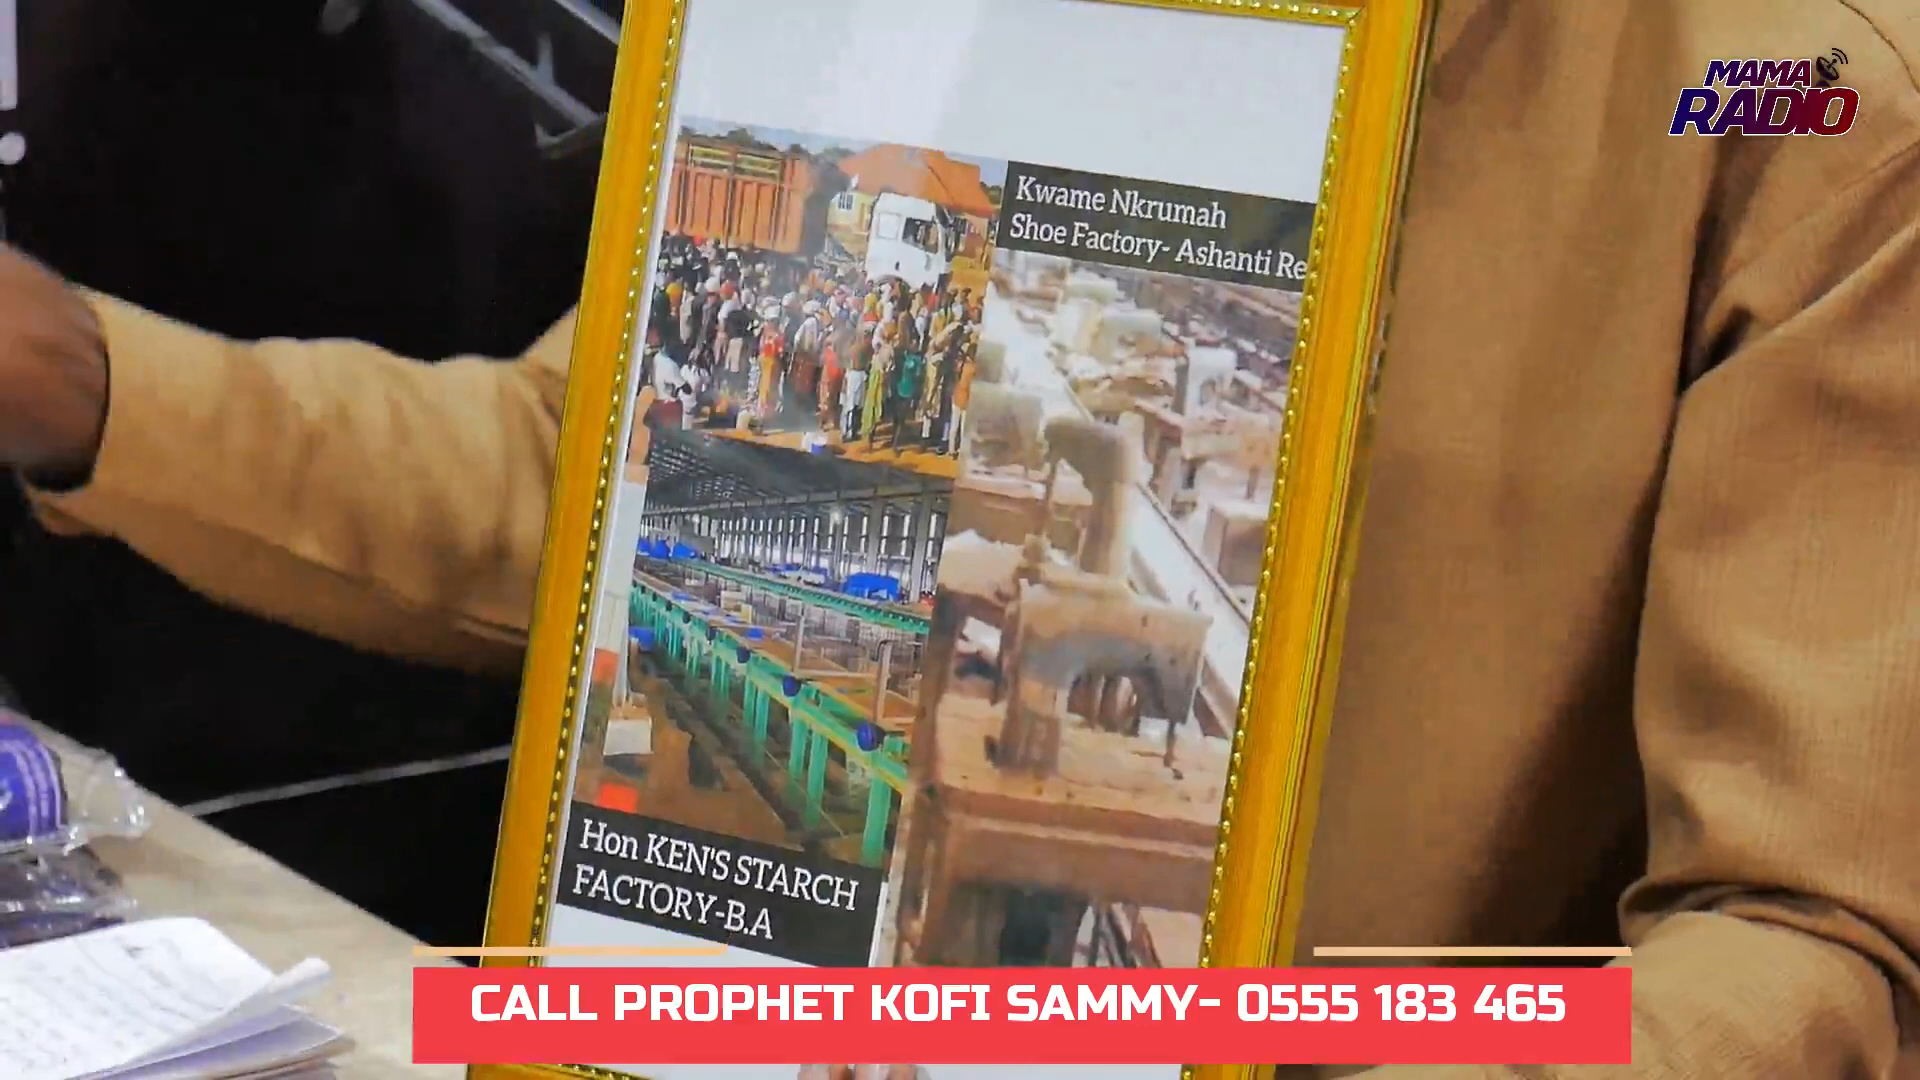 MAMA
RADIO
Kwame Nkrumah
Shoe Factory- Ashanti Re
Hon KEN'S STARCH
FACTORY-B.A
CALL PROPHET KOFI SAMMY- 0555 183 465